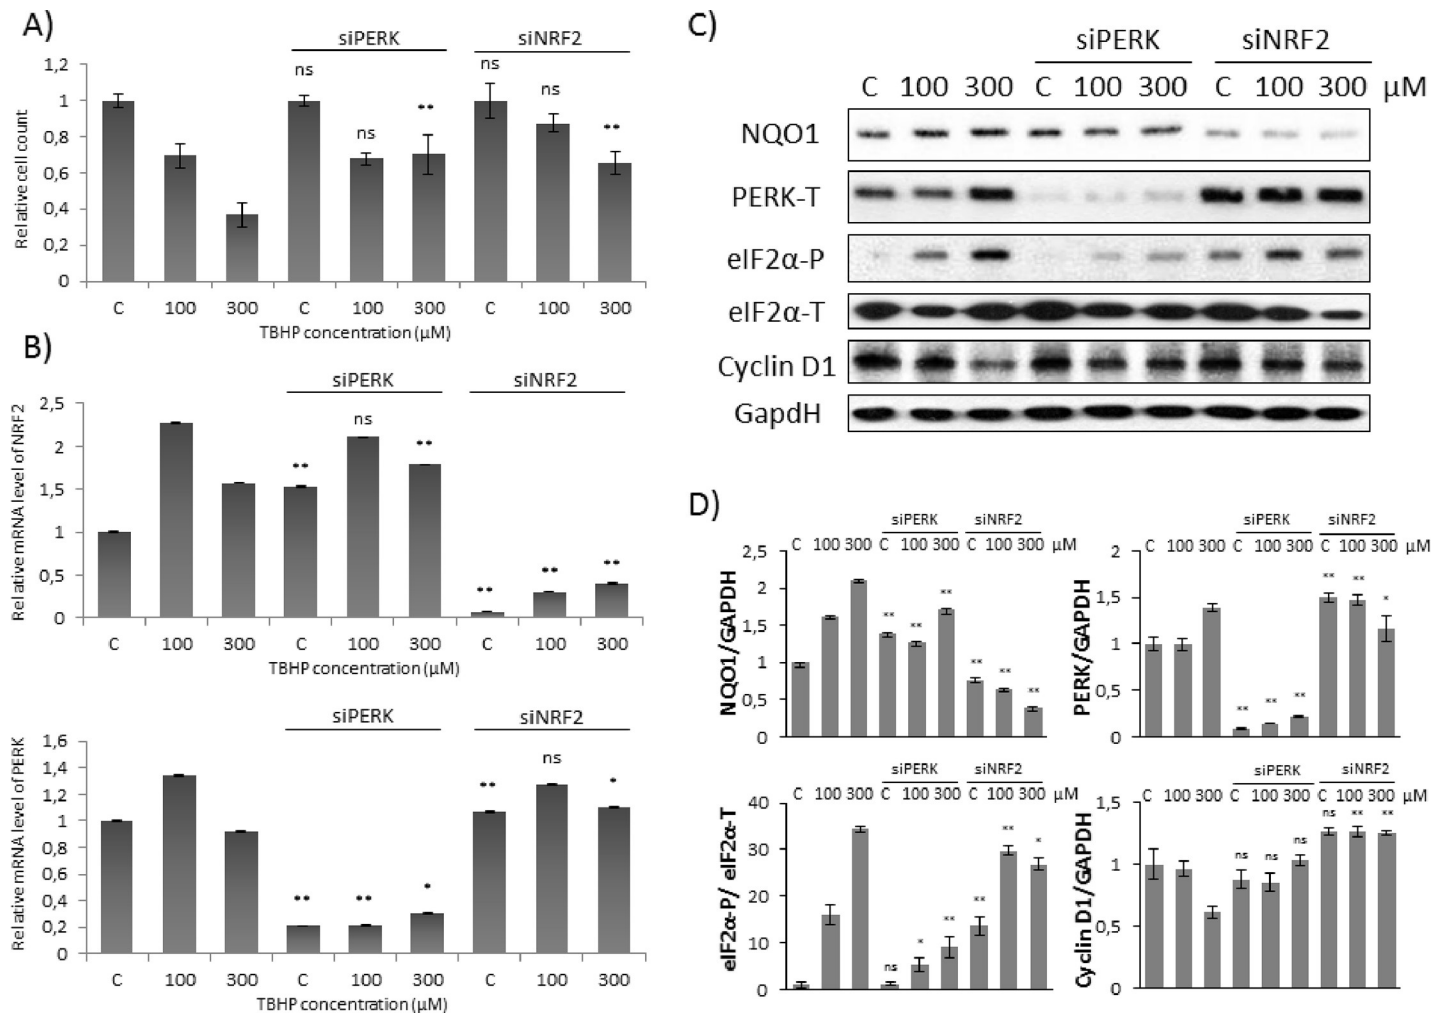 A)
siPERK siNRF2
1,2
1
0,8
0,6
0,4
0,2
0
Relative cell count
ns ns ** ns ns **
C 100 300 C 100 300 C 100 300
TBHP concentration (µM)
B)
siPERK siNRF2
2,5
2
1,5
1
0,5
0
Relative mRNA level of NRF2
** ns ** ** ** **
C 100 300 C 100 300 C 100 300
TBHP concentration (µM)
siPERK siNRF2
1,6
1,4
1,2
1
0,8
0,6
0,4
0,2
0
Relative mRNA level of PERK
** ** * ** ns *
C 100 300 C 100 300 C 100 300
TBHP concentration (µM)
C)
siPERK siNRF2
C 100 300 C 100 300 C 100 300 µM
NQO1
PERK-T
eIF2α-P
eIF2α-T
Cyclin D1
GapdH
D)
siPERK siNRF2
C 100 300 C 100 300 C 100 300 µM
2,5
2
1,5
1
0,5
0
NQO1/GAPDH
** ** ** ** ** **
siPERK siNRF2
C 100 300 C 100 300 C 100 300 µM
2
1,5
1
0,5
0
PERK/GAPDH
** ** ** ** ** *
siPERK siNRF2
C 100 300 C 100 300 C 100 300 µM
40
30
20
10
0
eIF2α-P/ eIF2α-T
ns * ** ** ** *
siPERK siNRF2
C 100 300 C 100 300 C 100 300 µM
1,5
1
0,5
0
Cyclin D1/GAPDH
ns ns ns ns ** **